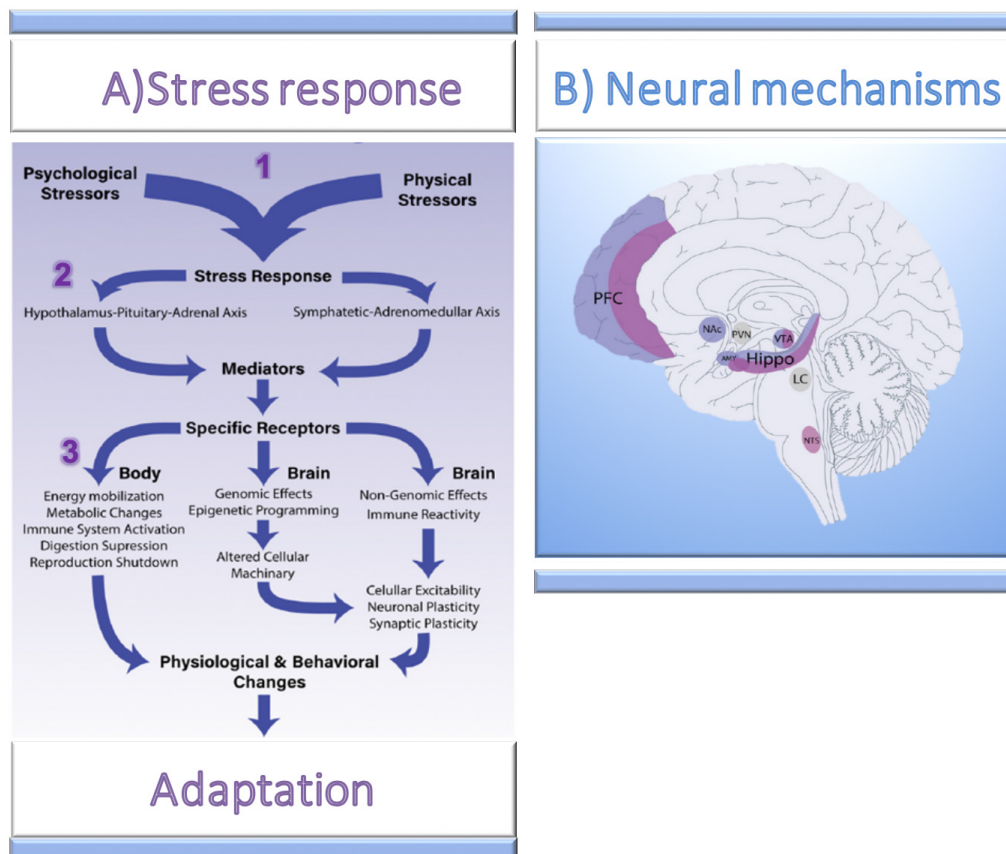 A)Stress response
1
Psychological
Stressors
Physical
Stressors
2
Stress Response
Hypothalamus-Pituitary-Adrenal Axis
Symphatetic-Adrenomedullar Axis
Mediators
Specific Receptors
3
Body
Energy mobilization
Metabolic Changes
Immune System Activation
Digestion Supression
Reproduction Shutdown
Brain
Genomic Effects
Epigenetic Programming
Altered Cellular
Machinary
Brain
Non-Genomic Effects
Immune Reactivity
Celullar Excitability
Neuronal Plasticity
Synaptic Plasticity
Physiological & Behavioral
Changes
Adaptation
B) Neural mechanisms
PFC
NAc
PVN
VTA
AMY
Hippo
LC
NTS